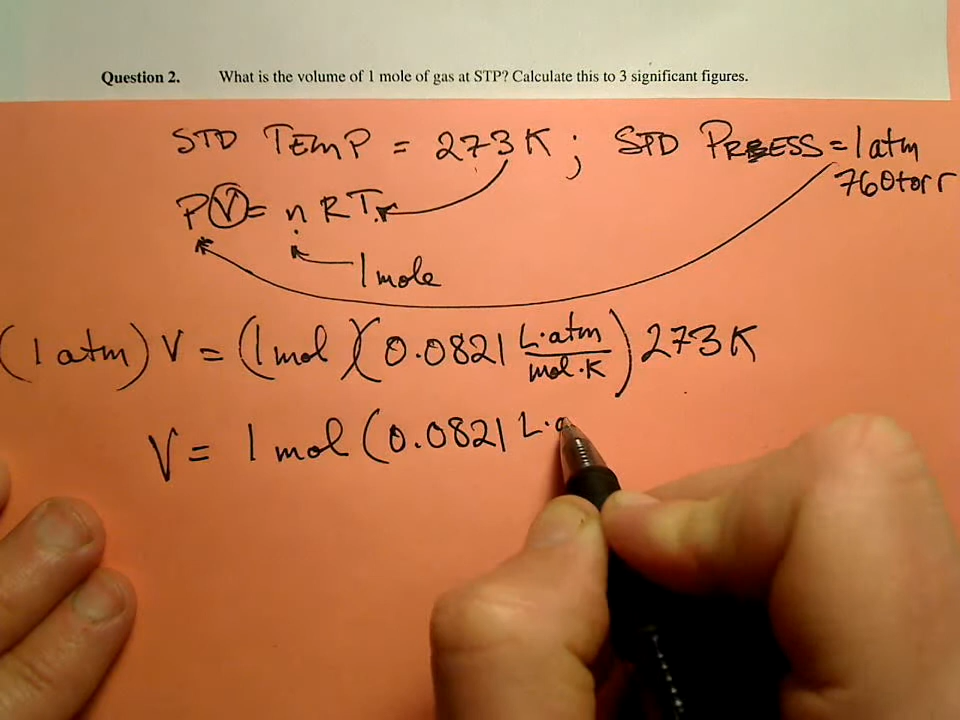 Question 2. What is the volume of 1 mole of gas at STP? Calculate this to 3 significant figures.
STD TEMP = 273 K ; STD PRESS = 1 atm
760 torr
PV = nRT
1 mole
(1 atm) V = (1 mol)(0.0821 L·atm/mol·K) 273 K
V = 1 mol (0.0821 L·a